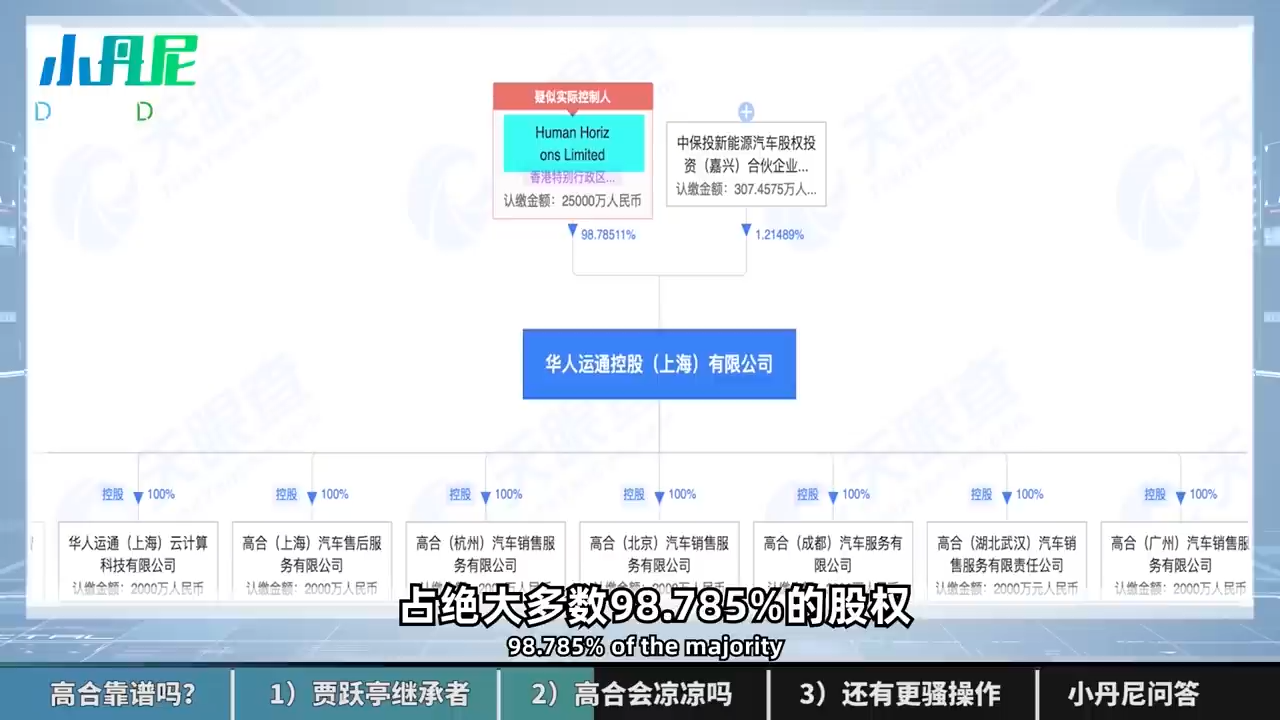 小丹尼
D D
疑似实际控制人
Human Horiz
ons Limited
香港特别行政区...
认缴金额：25000万人民币
中保投新能源汽车股权投
资（嘉兴）合伙企业...
认缴金额：307.4575万人...
98.78511%
1.21489%
华人运通控股（上海）有限公司
控股 100%
控股 100%
控股 100%
控股 100%
控股 100%
控股 100%
控股 100%
华人运通（上海）云计算
科技有限公司
认缴金额：2000万人民币
高合（上海）汽车售后服
务有限公司
认缴金额：2000万人民币
高合（杭州）汽车销售服
务有限公司
高合（北京）汽车销售服
务有限公司
高合（成都）汽车服务有
限公司
高合（湖北武汉）汽车销
售服务有限责任公司
认缴金额：2000万元人民币
高合（广州）汽车销售服
务有限公司
认缴金额：2000万人民币
占绝大多数98.785%的股权
98.785% of the majority
高合靠谱吗？
1）贾跃亭继承者
2）高合会凉凉吗
3）还有更骚操作
小丹尼问答
天眼查